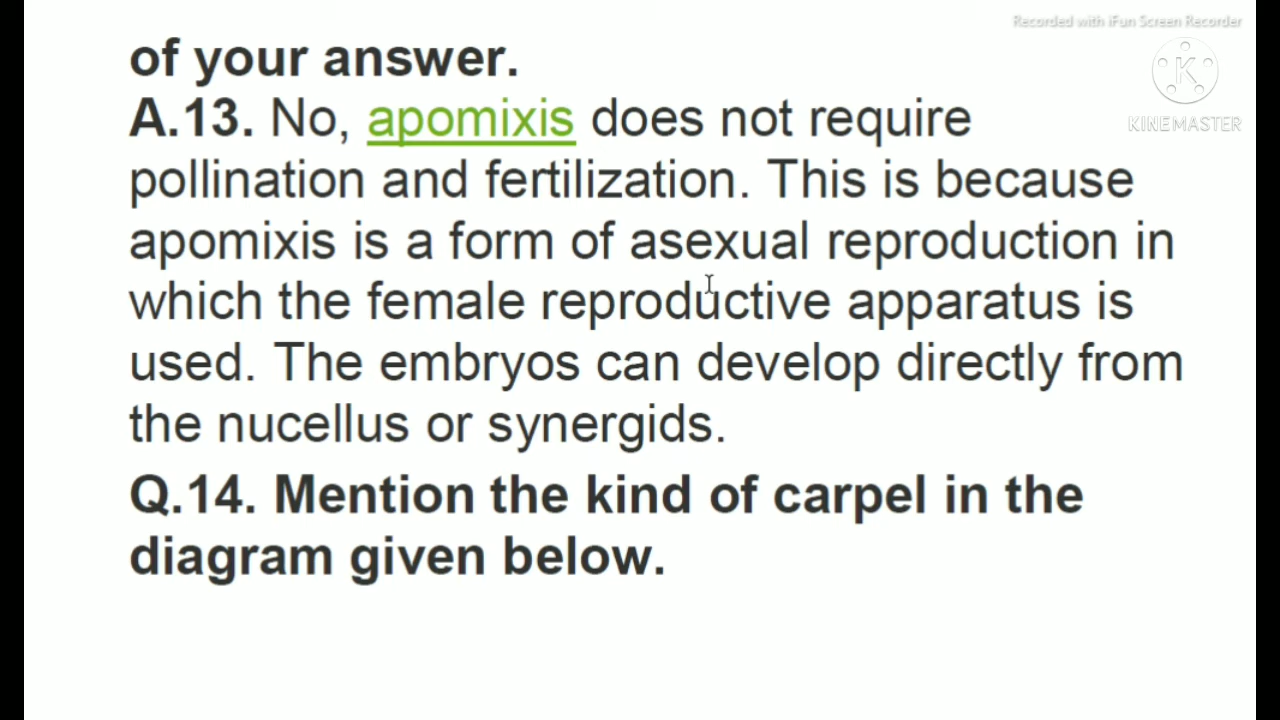 Recorded with iFun Screen Recorder
of your answer.
K
KINEMASTER
A.13. No, apomixis does not require
pollination and fertilization. This is because
apomixis is a form of asexual reproduction in
which the female reproductive apparatus is
used. The embryos can develop directly from
the nucellus or synergids.
Q.14. Mention the kind of carpel in the
diagram given below.